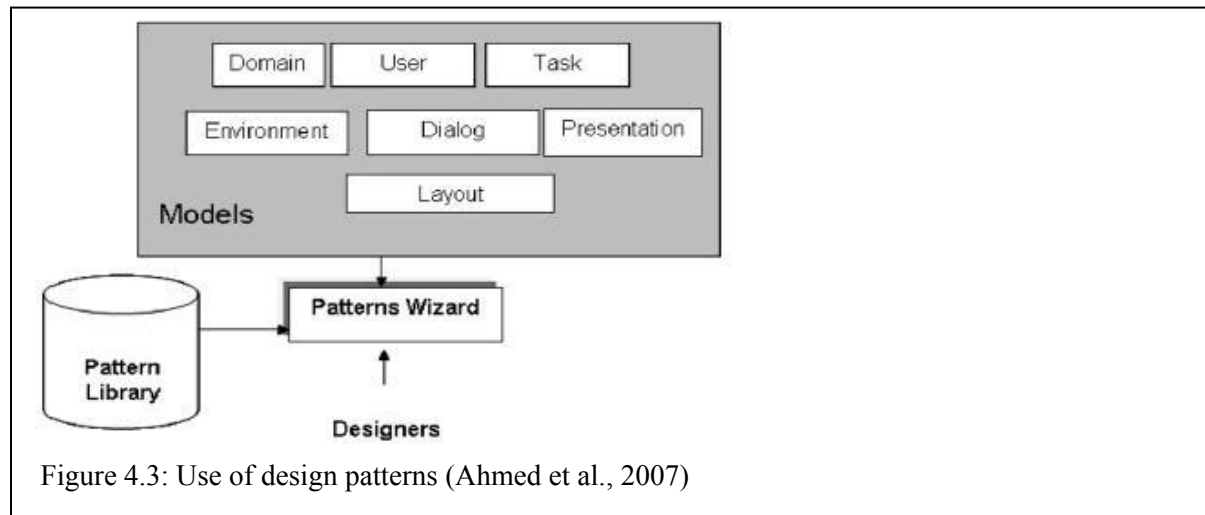 Domain User Task
Environment Dialog Presentation
Layout
Models
Patterns Wizard
Pattern
Library
Designers
Figure 4.3: Use of design patterns (Ahmed et al., 2007)